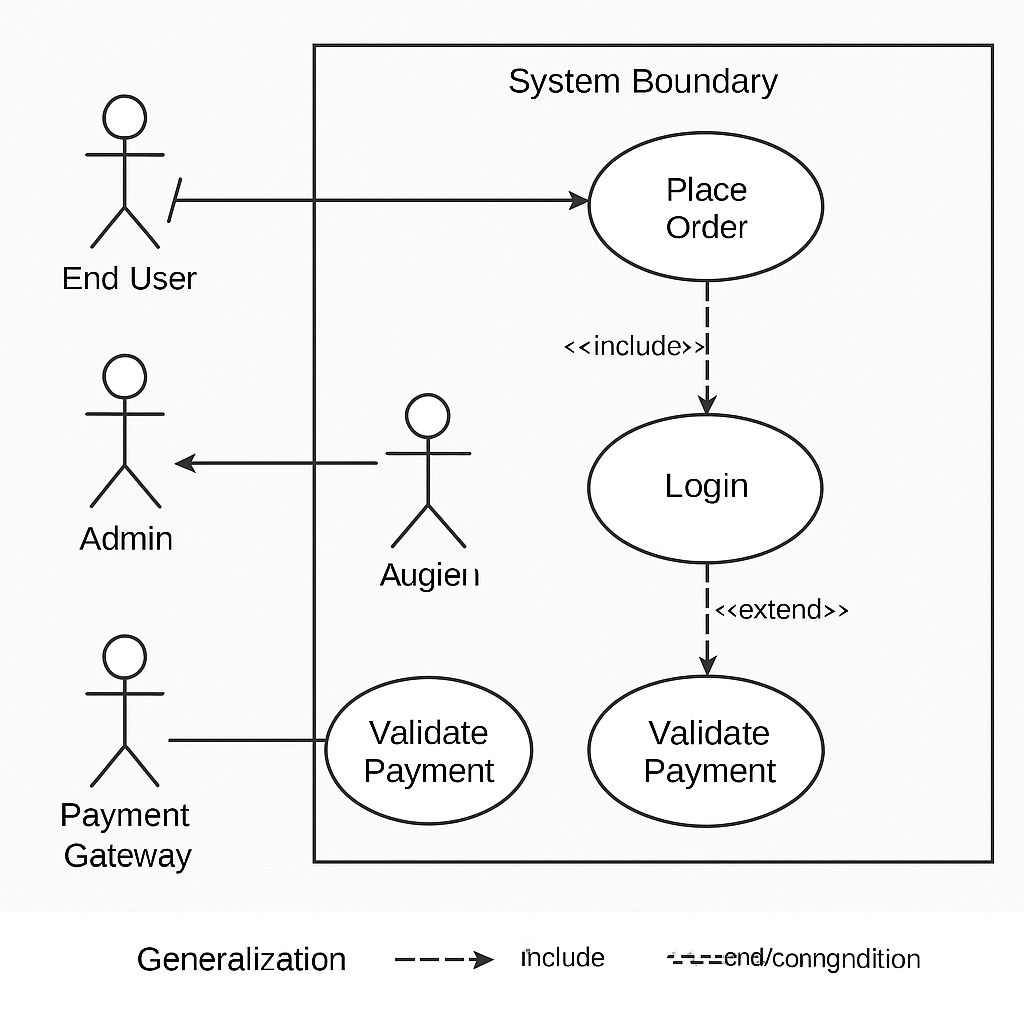 System Boundary
Place
Order
End User
<<include>>
Login
Admin
Augien
<<extend>>
Validate
Payment
Validate
Payment
Payment
Gateway
Generalization
include
end/conngndition